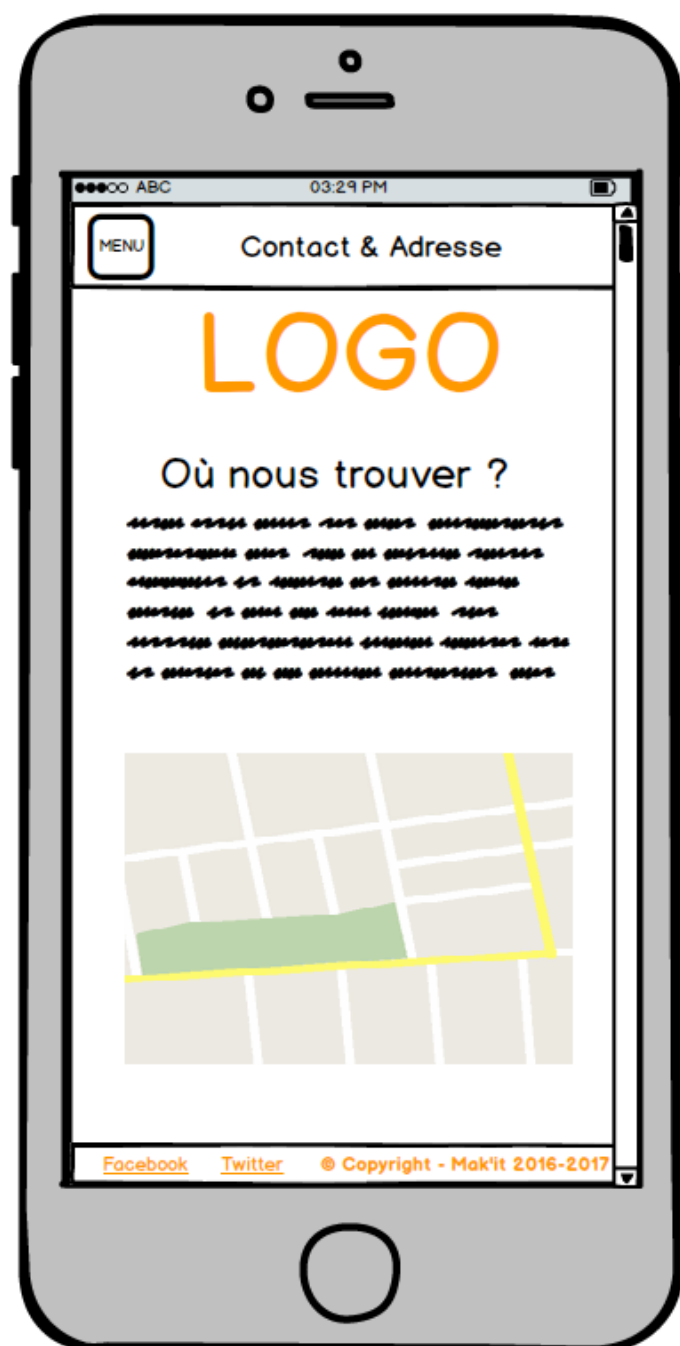 ABC 03:29 PM
MENU Contact & Adresse
LOGO
Où nous trouver ?
Facebook Twitter © Copyright - Mak'it 2016-2017